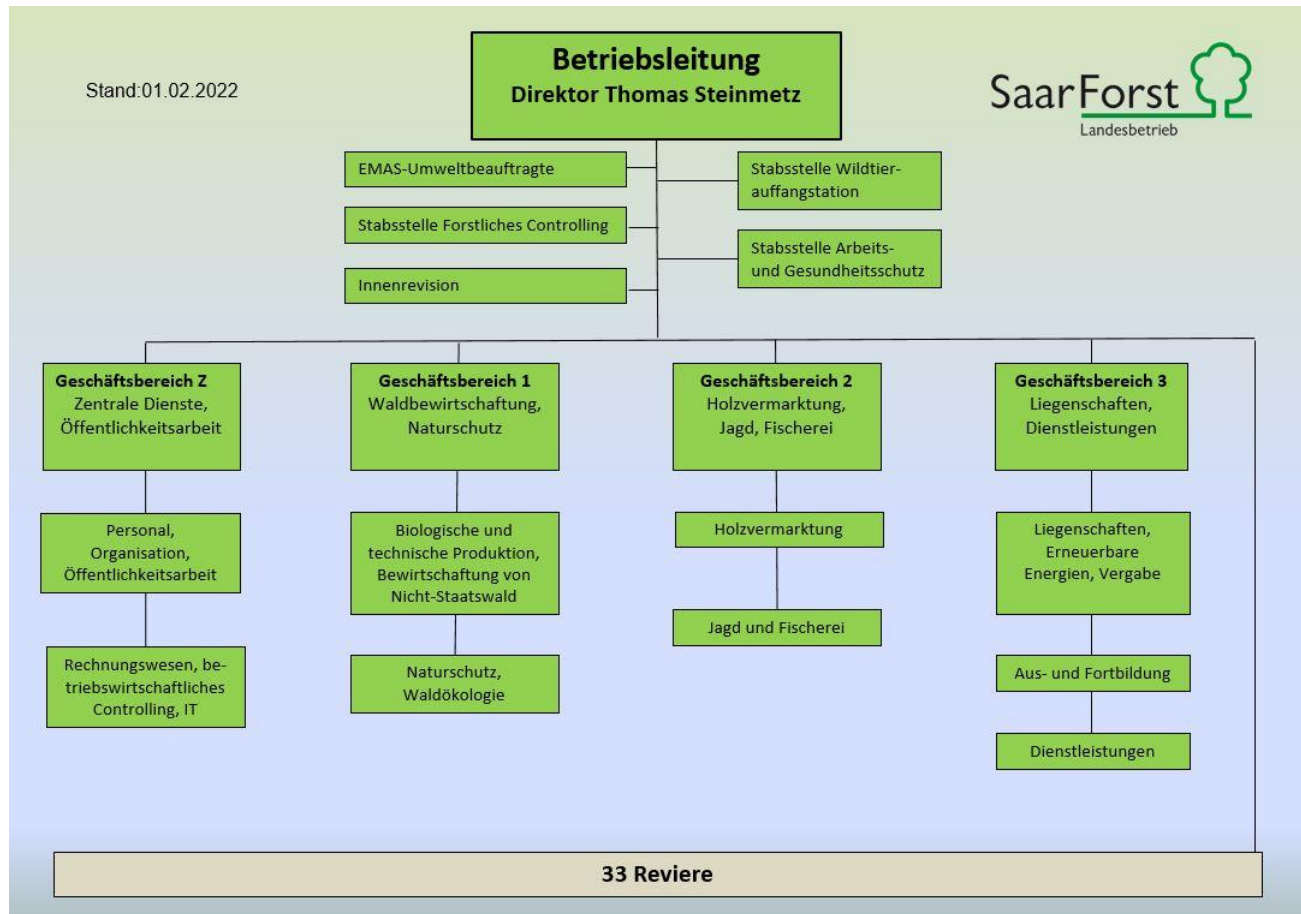 Betriebsleitung
Direktor Thomas Steinmetz
Stand:01.02.2022
SaarForst
Landesbetrieb
EMAS-Umweltbeauftragte
Stabsstelle Wildtier-
auffangstation
Stabsstelle Forstliches Controlling
Stabsstelle Arbeits-
und Gesundheitsschutz
Innenrevision
Geschäftsbereich Z
Zentrale Dienste,
Öffentlichkeitsarbeit
Geschäftsbereich 1
Waldbewirtschaftung,
Naturschutz
Geschäftsbereich 2
Holzvermarktung,
Jagd, Fischerei
Geschäftsbereich 3
Liegenschaften,
Dienstleistungen
Personal,
Organisation,
Öffentlichkeitsarbeit
Biologische und
technische Produktion,
Bewirtschaftung von
Nicht-Staatswald
Holzvermarktung
Liegenschaften,
Erneuerbare
Energien, Vergabe
Rechnungswesen, be-
triebswirtschaftliches
Controlling, IT
Naturschutz,
Waldökologie
Jagd und Fischerei
Aus- und Fortbildung
Dienstleistungen
33 Reviere